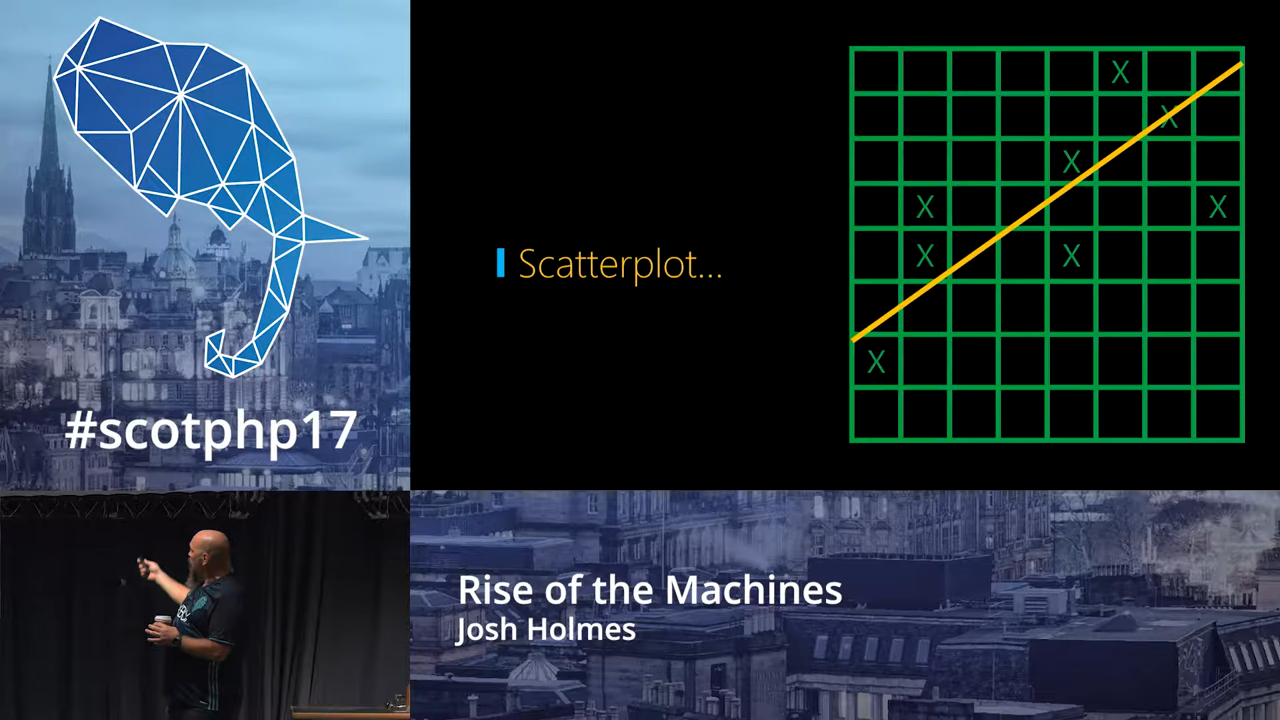 #scotphp17
Scatterplot...
X
X
X
X
X
X
X
X
Rise of the Machines
Josh Holmes